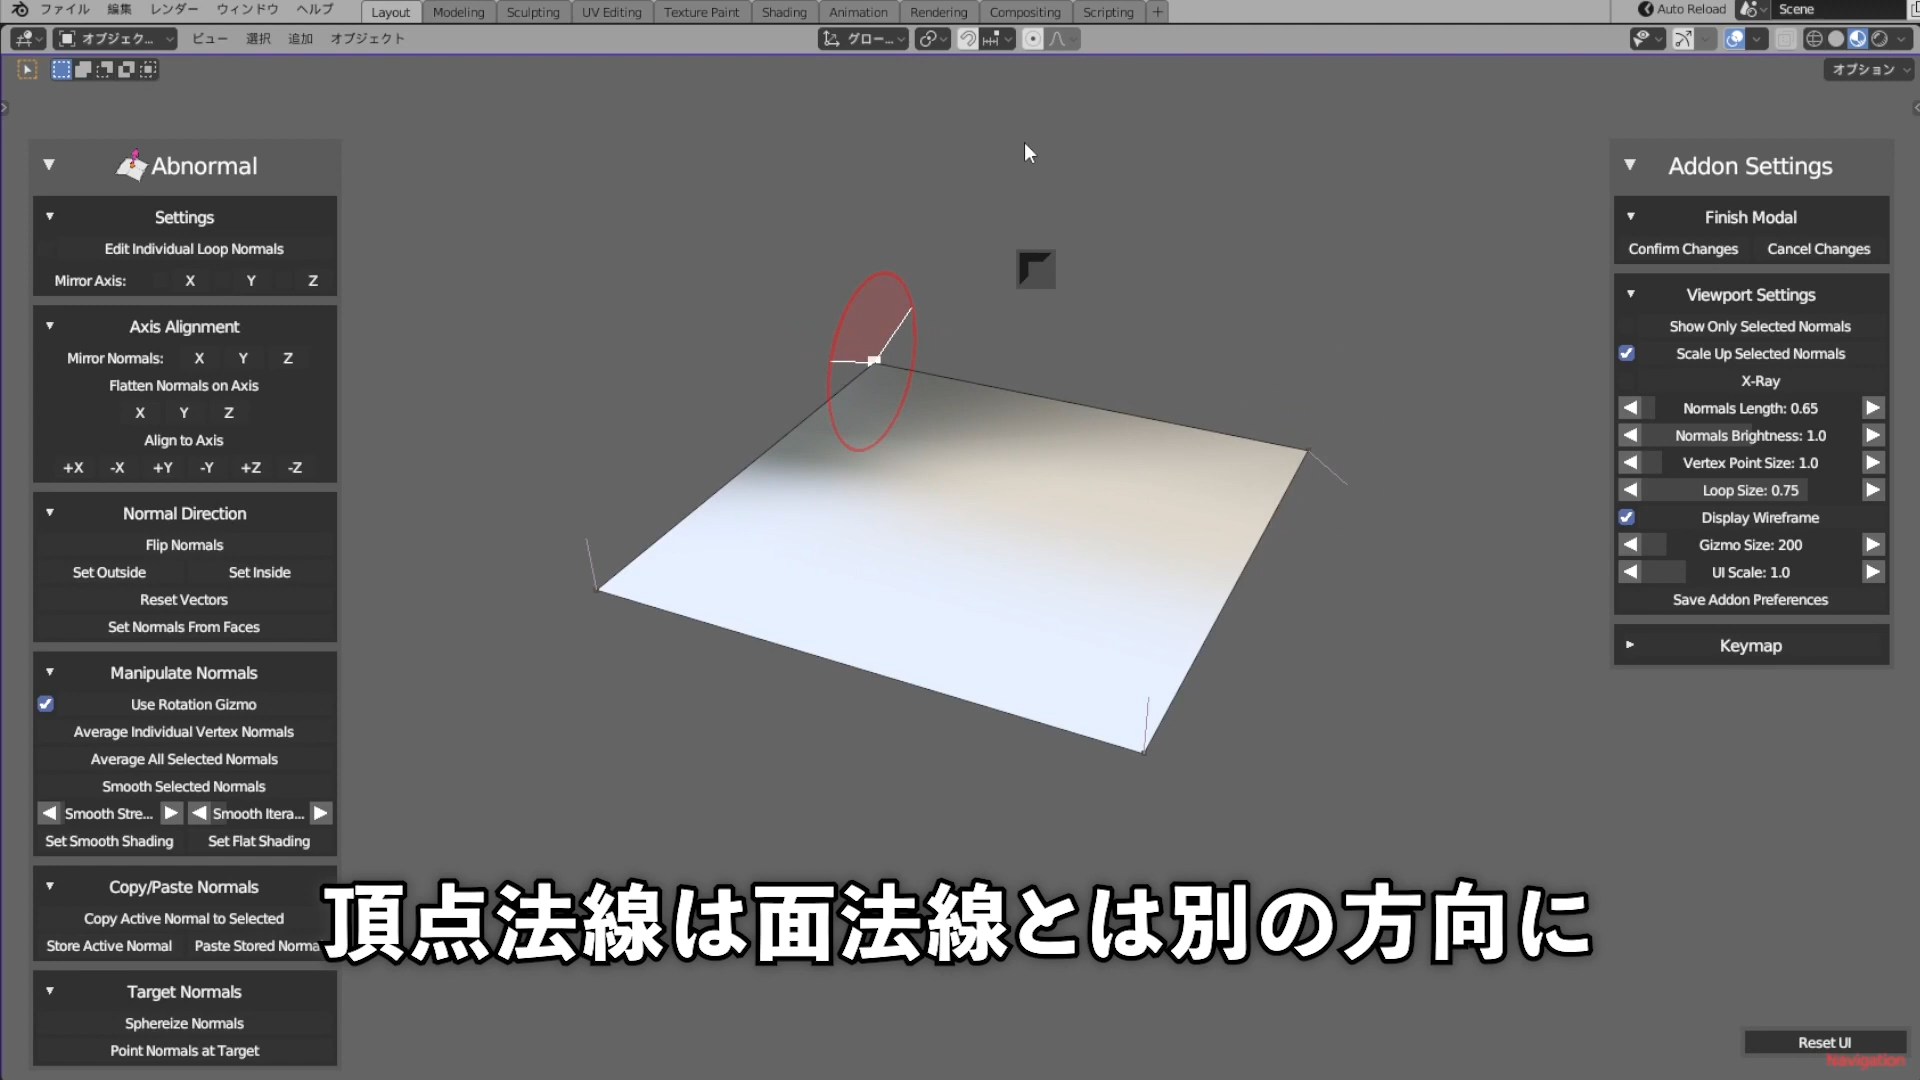 ファイル 編集 レンダー ウィンドウ ヘルプ Layout Modeling Sculpting UV Editing Texture Paint Shading Animation Rendering Compositing Scripting + Auto Reload Scene
オブジェク... ビュー 選択 追加 オブジェクト グロー...
オプション
Abnormal
Settings
Edit Individual Loop Normals
Mirror Axis: X Y Z
Axis Alignment
Mirror Normals: X Y Z
Flatten Normals on Axis
X Y Z
Align to Axis
+X -X +Y -Y +Z -Z
Normal Direction
Flip Normals
Set Outside Set Inside
Reset Vectors
Set Normals From Faces
Manipulate Normals
Use Rotation Gizmo
Average Individual Vertex Normals
Average All Selected Normals
Smooth Selected Normals
Smooth Stre... Smooth Itera...
Set Smooth Shading Set Flat Shading
Copy/Paste Normals
Copy Active Normal to Selected
Store Active Normal Paste Stored Norma
Target Normals
Sphereize Normals
Point Normals at Target
Addon Settings
Finish Modal
Confirm Changes Cancel Changes
Viewport Settings
Show Only Selected Normals
Scale Up Selected Normals
X-Ray
Normals Length: 0.65
Normals Brightness: 1.0
Vertex Point Size: 1.0
Loop Size: 0.75
Display Wireframe
Gizmo Size: 200
UI Scale: 1.0
Save Addon Preferences
Keymap
頂点法線は面法線とは別の方向に
Reset UI
Navigation